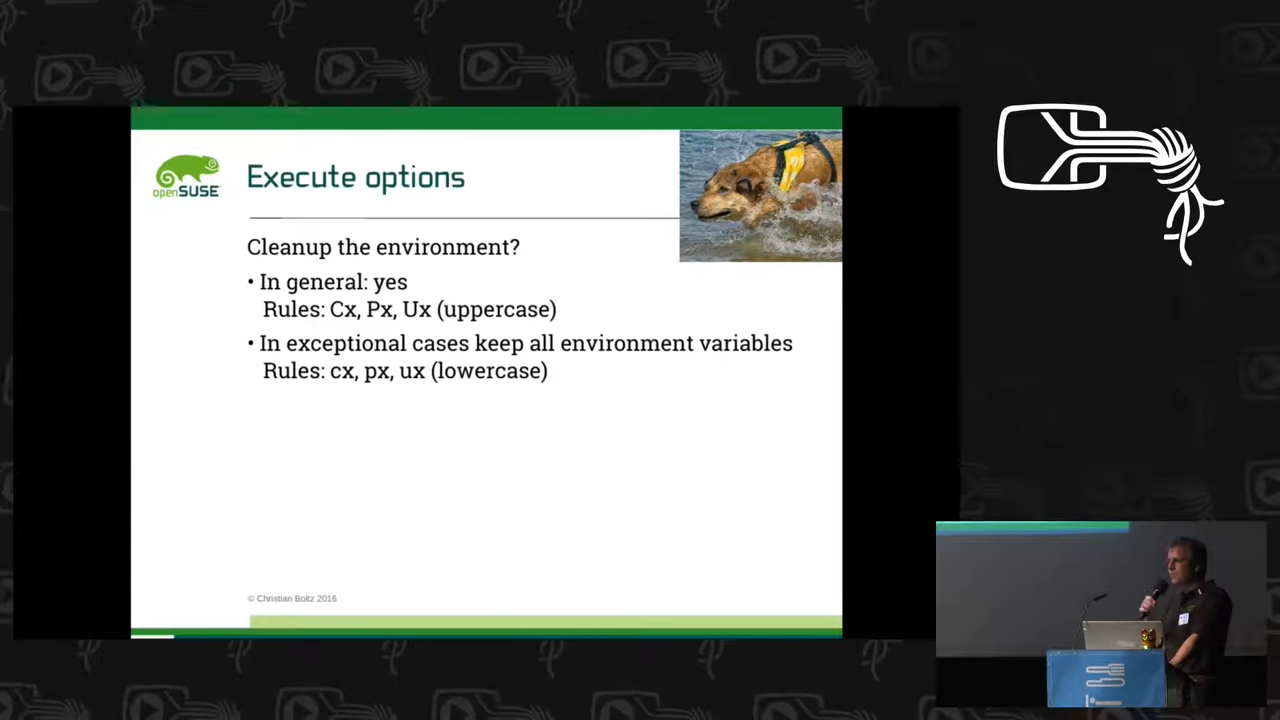 openSUSE
Execute options
Cleanup the environment?
• In general: yes
Rules: Cx, Px, Ux (uppercase)
• In exceptional cases keep all environment variables
Rules: cx, px, ux (lowercase)
© Christian Boltz 2016